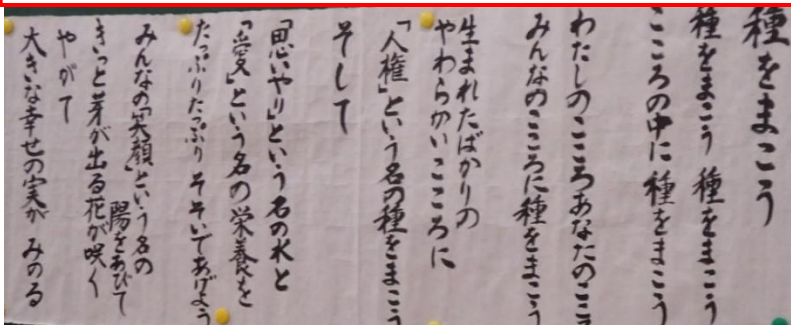 種をまこう
種をまこう 種をまこう
こころの中に 種をまこう
わたしのこころあなたのここ
みんなのこころに種をまこう
生まれたばかりの
やわらかいこころに
「人権」という名の種をまこう
そして
「思いやり」という名の水と
「愛」という名の栄養を
たっぷりたっぷり そそいであげよう
みんなの「笑顔」という名の
陽をあびて
きっと芽が出る花が咲く
やがて
大きな幸せの実が みのる